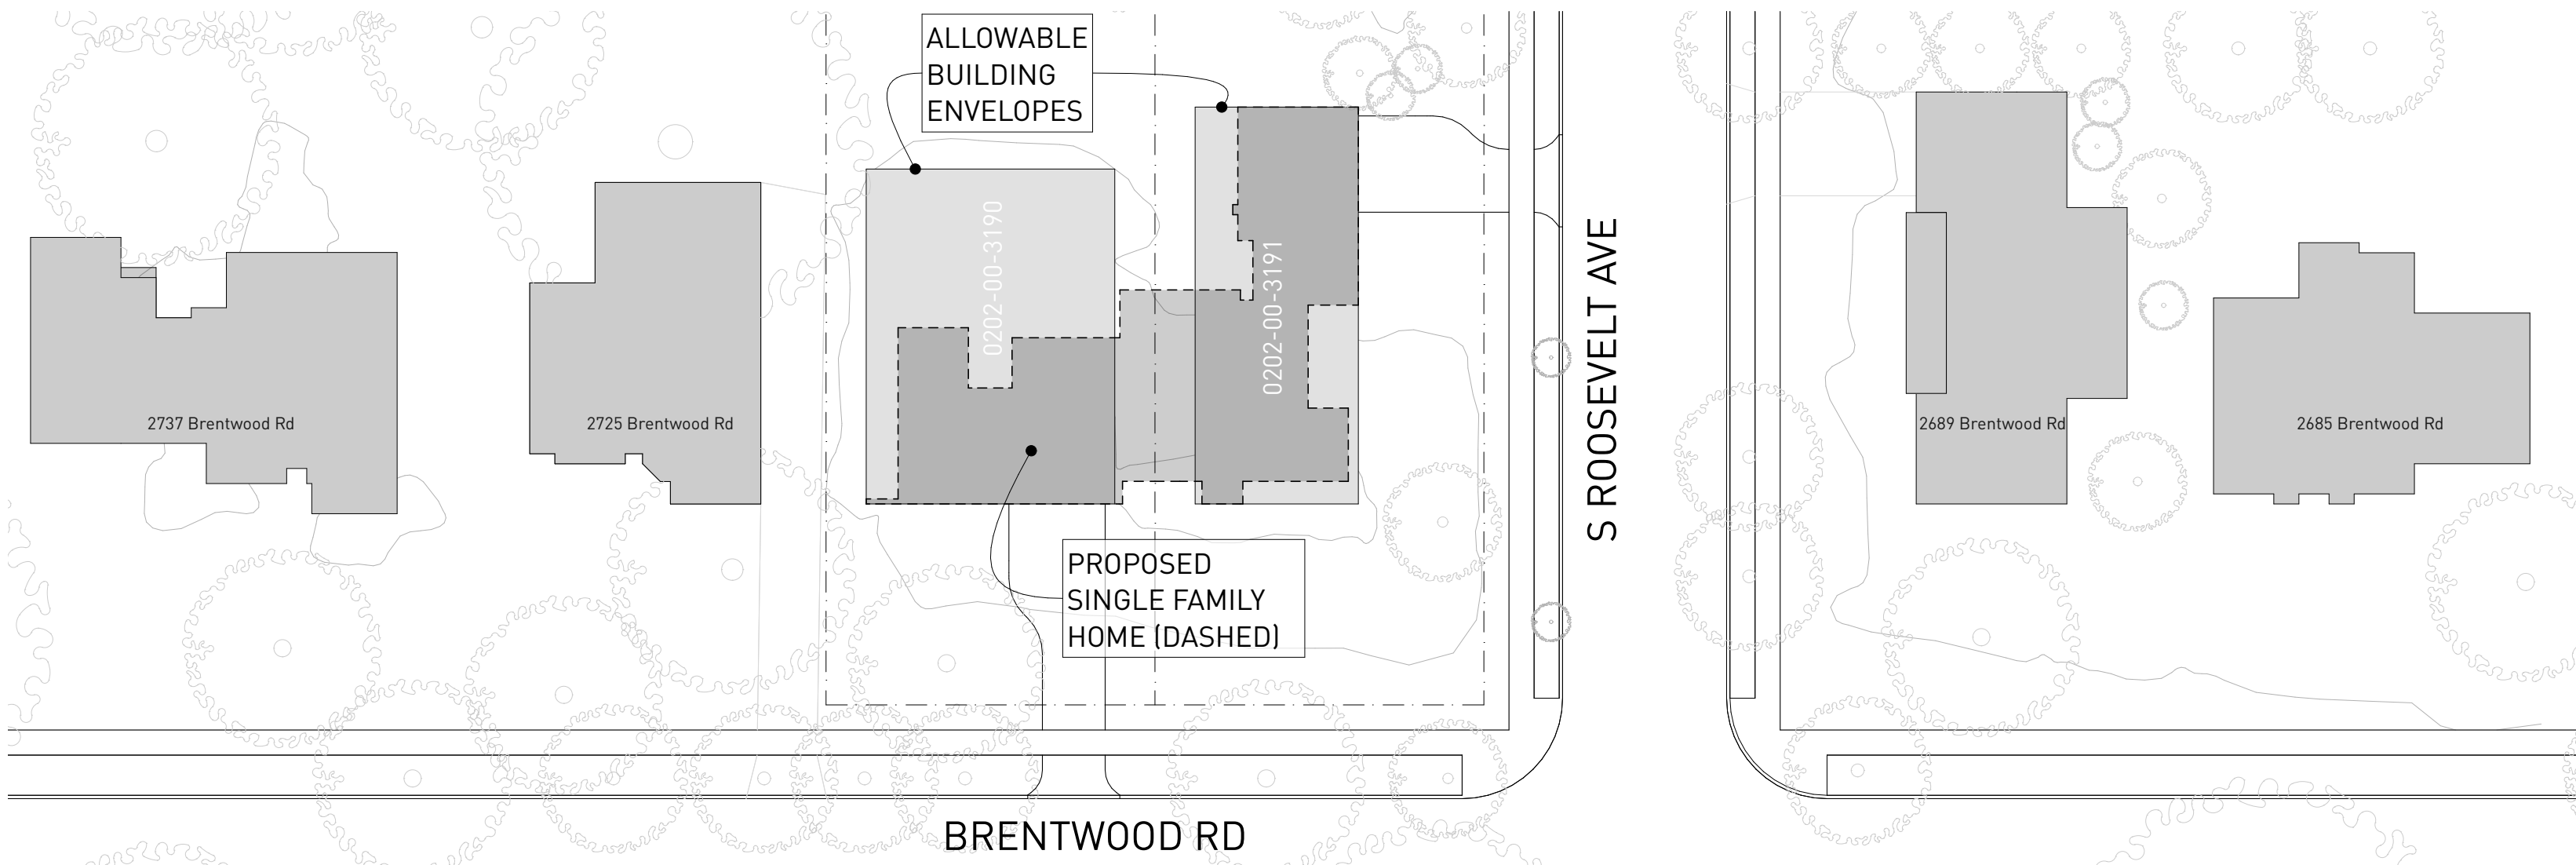 ALLOWABLE
BUILDING
ENVELOPES
0202-00-3190
0202-00-3191
S ROOSEVELT AVE
2737 Brentwood Rd
2725 Brentwood Rd
2689 Brentwood Rd
2685 Brentwood Rd
PROPOSED
SINGLE FAMILY
HOME (DASHED)
BRENTWOOD RD